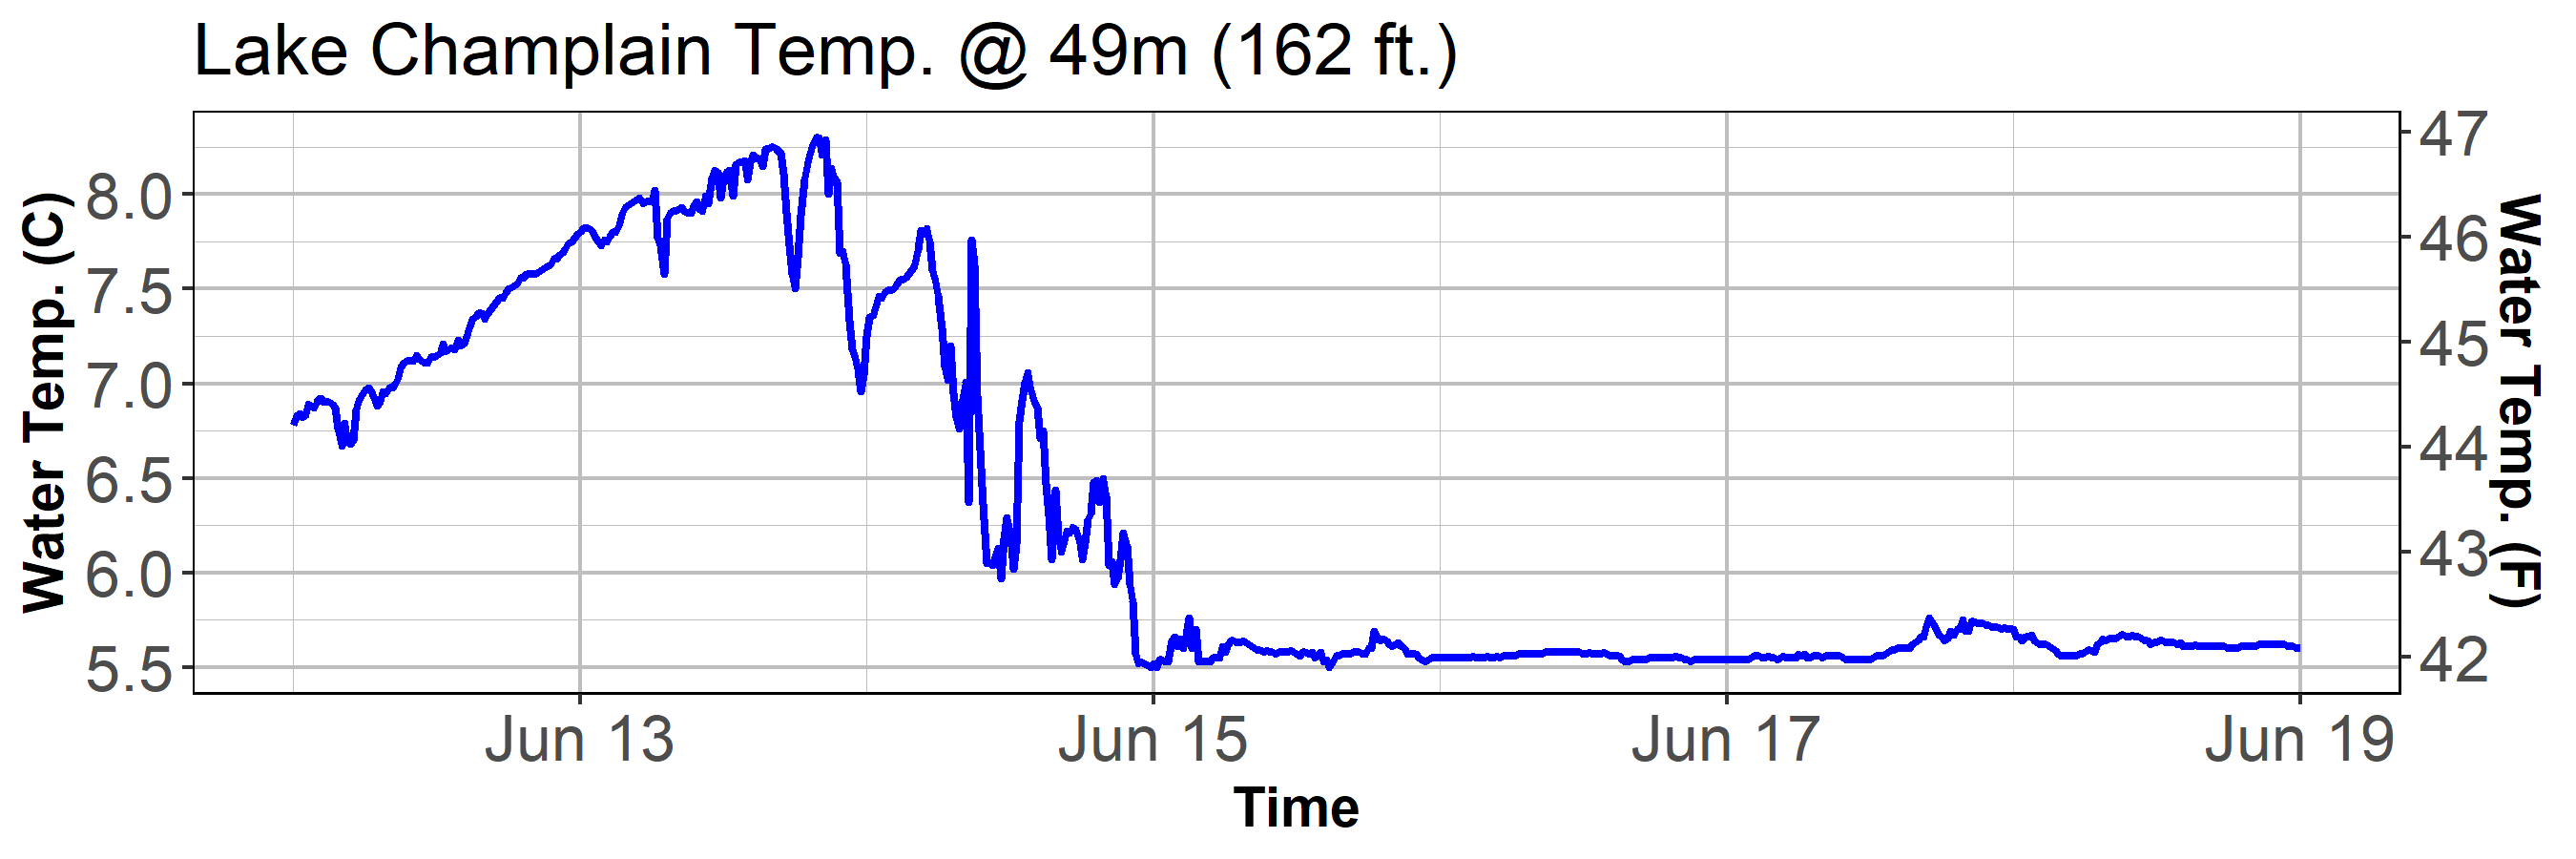 Lake Champlain Temp. @ 49m (162 ft.)
Water Temp. (C)
8.0
7.5
7.0
6.5
6.0
5.5
47
46
45
44
43
42
Water Temp. (F)
Jun 13 Jun 15 Jun 17 Jun 19
Time